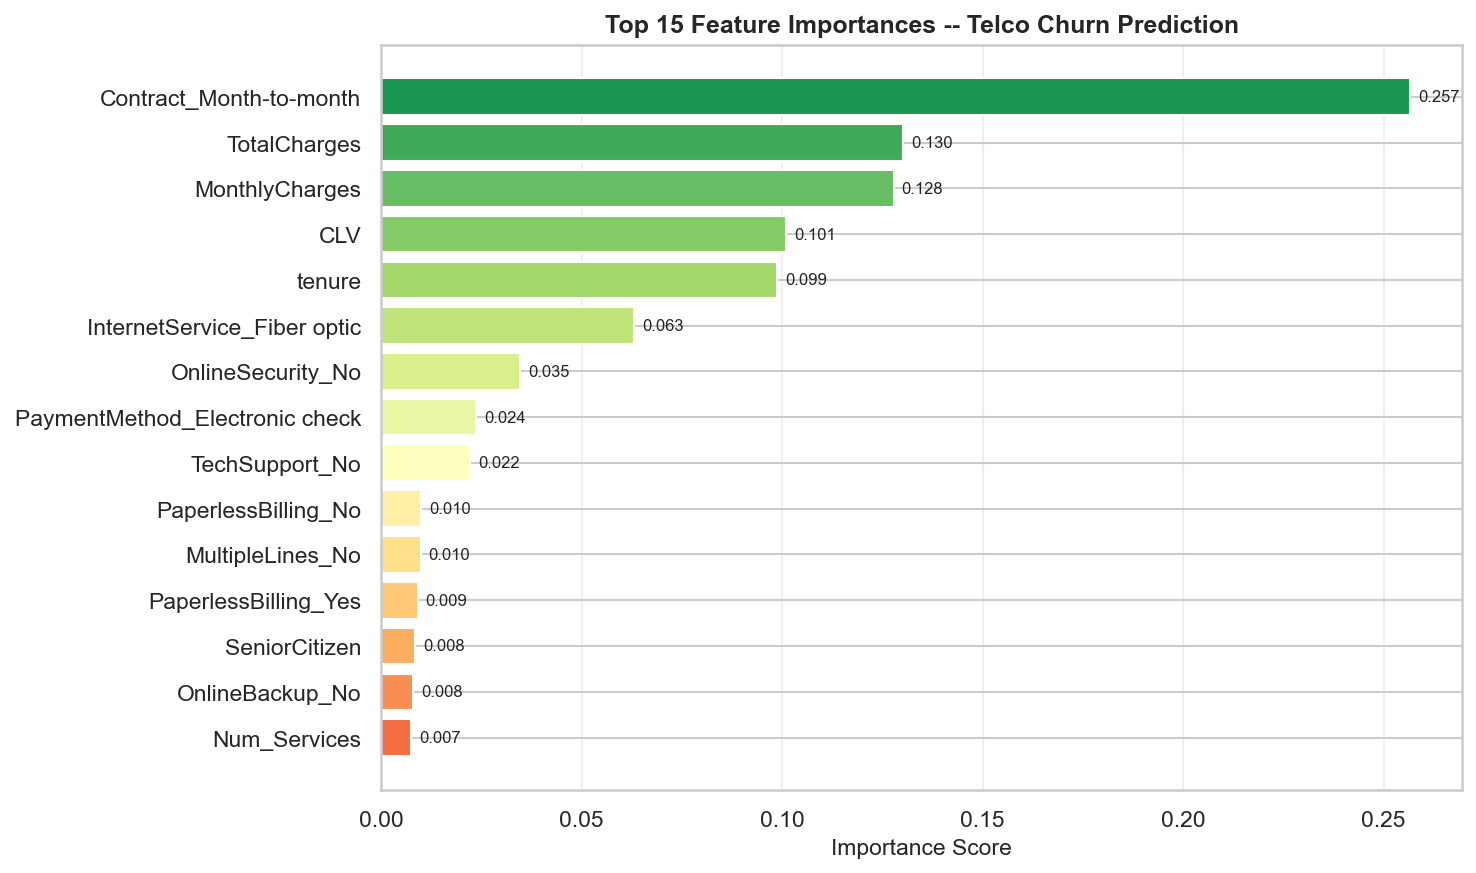 Top 15 Feature Importances -- Telco Churn Prediction
Contract_Month-to-month 0.257
TotalCharges 0.130
MonthlyCharges 0.128
CLV 0.101
tenure 0.099
InternetService_Fiber optic 0.063
OnlineSecurity_No 0.035
PaymentMethod_Electronic check 0.024
TechSupport_No 0.022
PaperlessBilling_No 0.010
MultipleLines_No 0.010
PaperlessBilling_Yes 0.009
SeniorCitizen 0.008
OnlineBackup_No 0.008
Num_Services 0.007
0.00 0.05 0.10 0.15 0.20 0.25
Importance Score